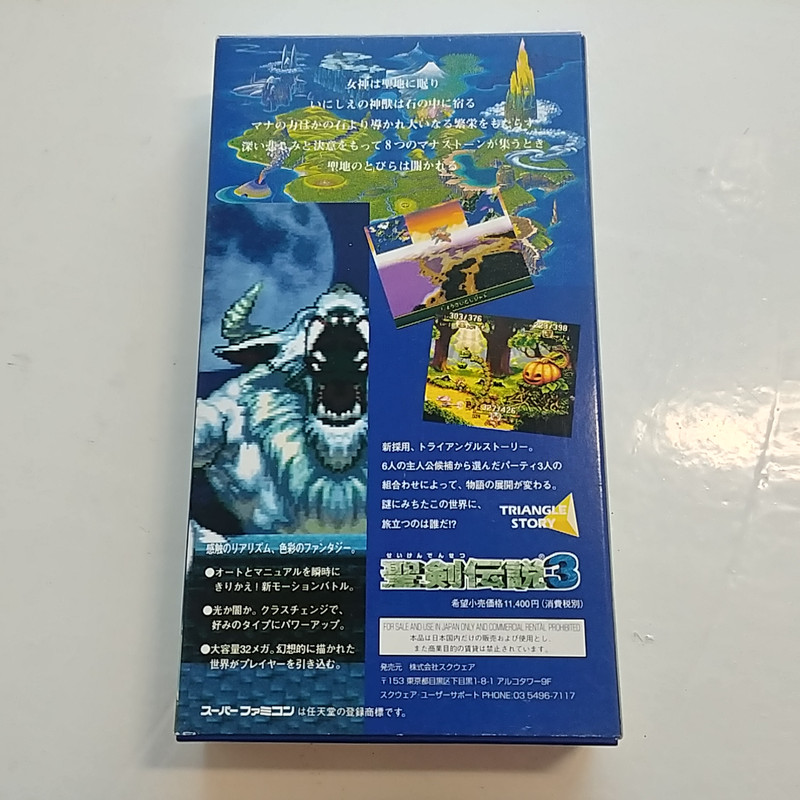 女神は聖地に眠り
いにしえの神獣は石の中に宿る
マナの力はかの石より導かれ大いなる繁栄をもたらす
深い悲しみと決意をもって8つのマナストーンが集うとき
聖地のとびらは開かれる
303/376
223/398
327/426
新採用、トライアングルストーリー。
6人の主人公候補から選んだパーティ3人の
組合わせによって、物語の展開が変わる。
謎にみちたこの世界に、
旅立つのは誰だ!?
TRIANGLE
STORY
感触のリアリズム、色彩のファンタジー。
●オートとマニュアルを瞬時に
きりかえ!新モーションバトル。
●光か闇か。クラスチェンジで、
好みのタイプにパワーアップ。
●大容量32メガ。幻想的に描かれた
世界がプレイヤーを引き込む。
せいけんでんせつ
聖剣伝説®3
希望小売価格11,400円(消費税別)
FOR SALE AND USE IN JAPAN ONLY AND COMMERCIAL RENTAL PROHIBITED.
本品は日本国内だけの販売および使用とし、
また商業目的の賃貸は禁止されています。
発売元 株式会社スクウェア
〒153 東京都目黒区下目黒1-8-1 アルコタワー9F
スクウェア・ユーザーサポート PHONE:03 5496-7117
スーパーファミコンは任天堂の登録商標です。